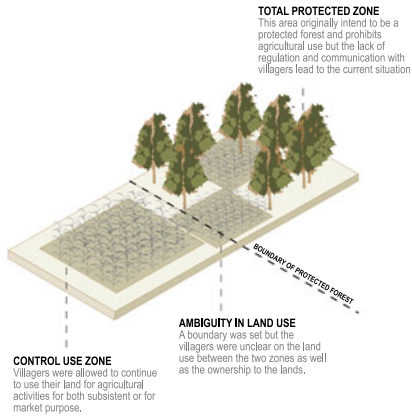 TOTAL PROTECTED ZONE
This area originally intend to be a
protected forest and prohibits
agricultural use but the lack of
regulation and communication with
villagers lead to the current situation
BOUNDARY OF PROTECTED FOREST
AMBIGUITY IN LAND USE
A boundary was set but the
villagers were unclear on the land
use between the two zones as well
as the ownership to the lands.
CONTROL USE ZONE
Villagers were allowed to continue
to use their land for agricultural
activities for both subsistent or for
market purpose.